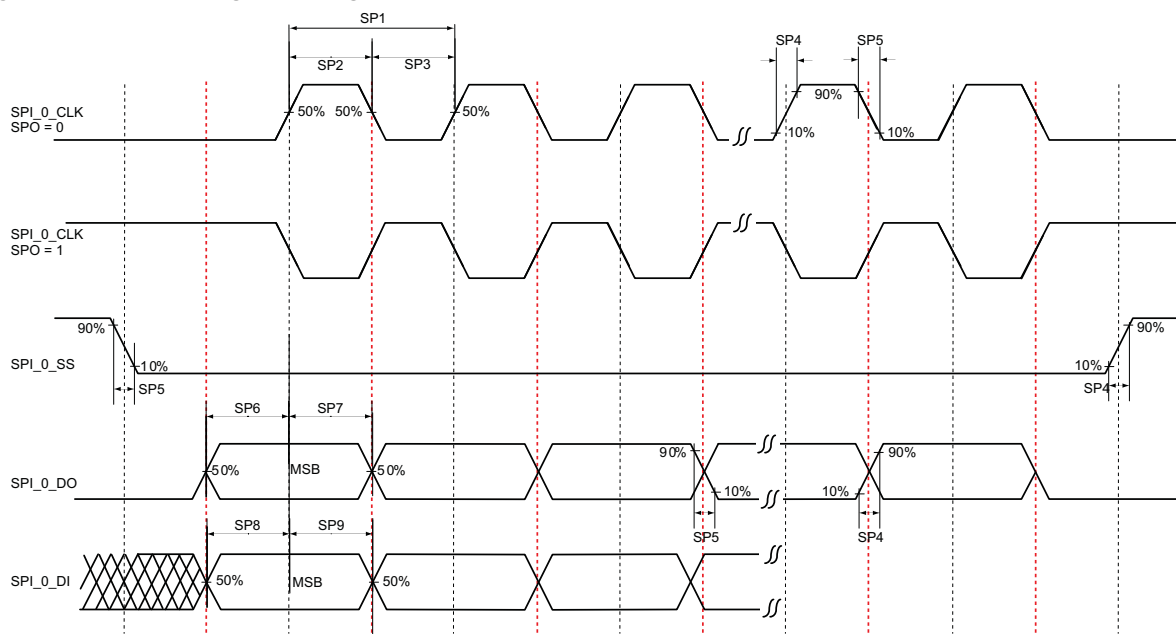 SP1
SP4 SP5
SP2 SP3
SPI_0_CLK
SPO = 0
50% 50% 50% 90%
10% 10%
SPI_0_CLK
SPO = 1
90% 90%
SPI_0_SS
10% 10%
SP5 SP4
SP6 SP7
90% 90%
50% MSB 50%
SPI_0_DO
10% 10%
SP8 SP9 SP5 SP4
SPI_0_DI
50% MSB 50%